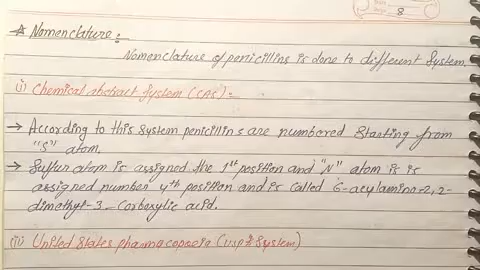 8
☆ Nomenclature :
Nomenclature of penicillins is done to different System.
(i) Chemical abstract System (CAS) :-
→ According to this System penicillins are numbered Starting from
"S" atom.
→ Sulfur atom is assigned the 1st position and "N" atom is is
assigned number 4th position and is called 6-acylamino-2,2-
dimethyl-3-Carboxylic acid.
(ii) United States pharmacopoeia (USP System)